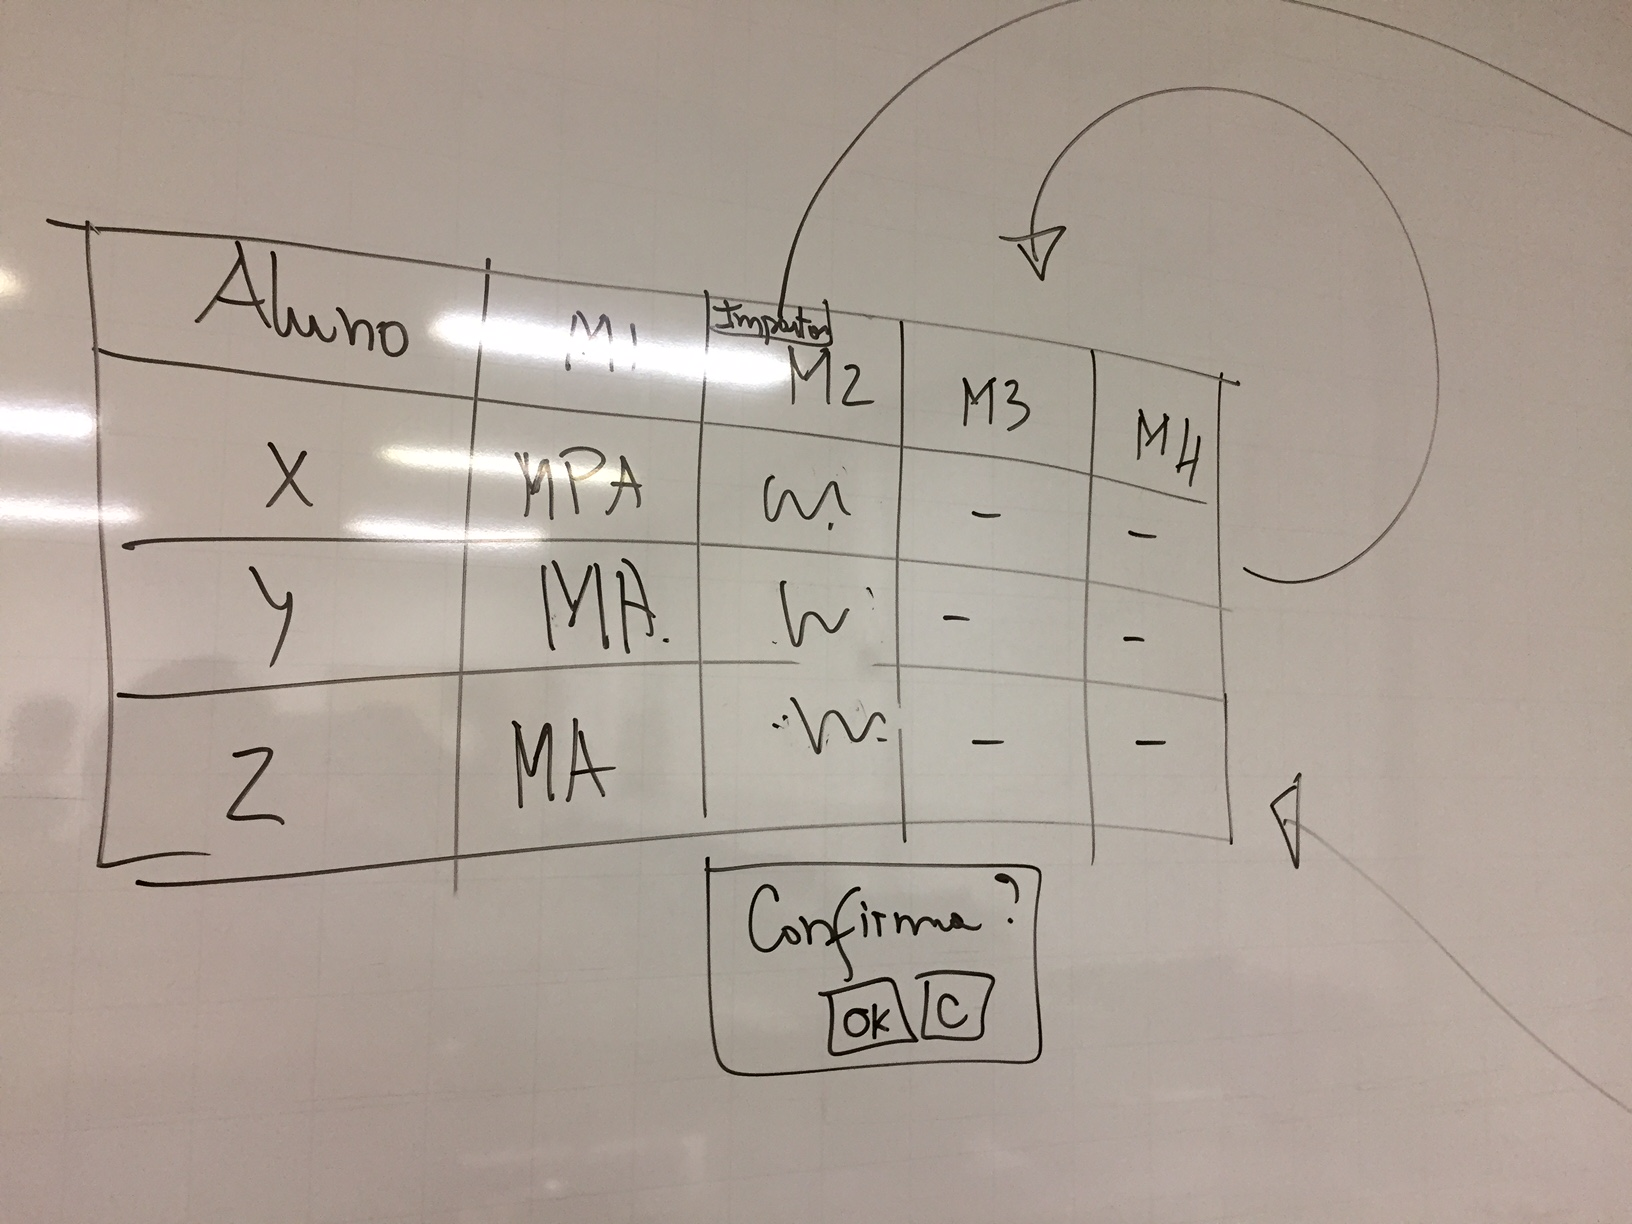 Aluno M1 Importar M2 M3 M4
X MPA - -
Y MA. - -
Z MA - -
Confirma?
OK C